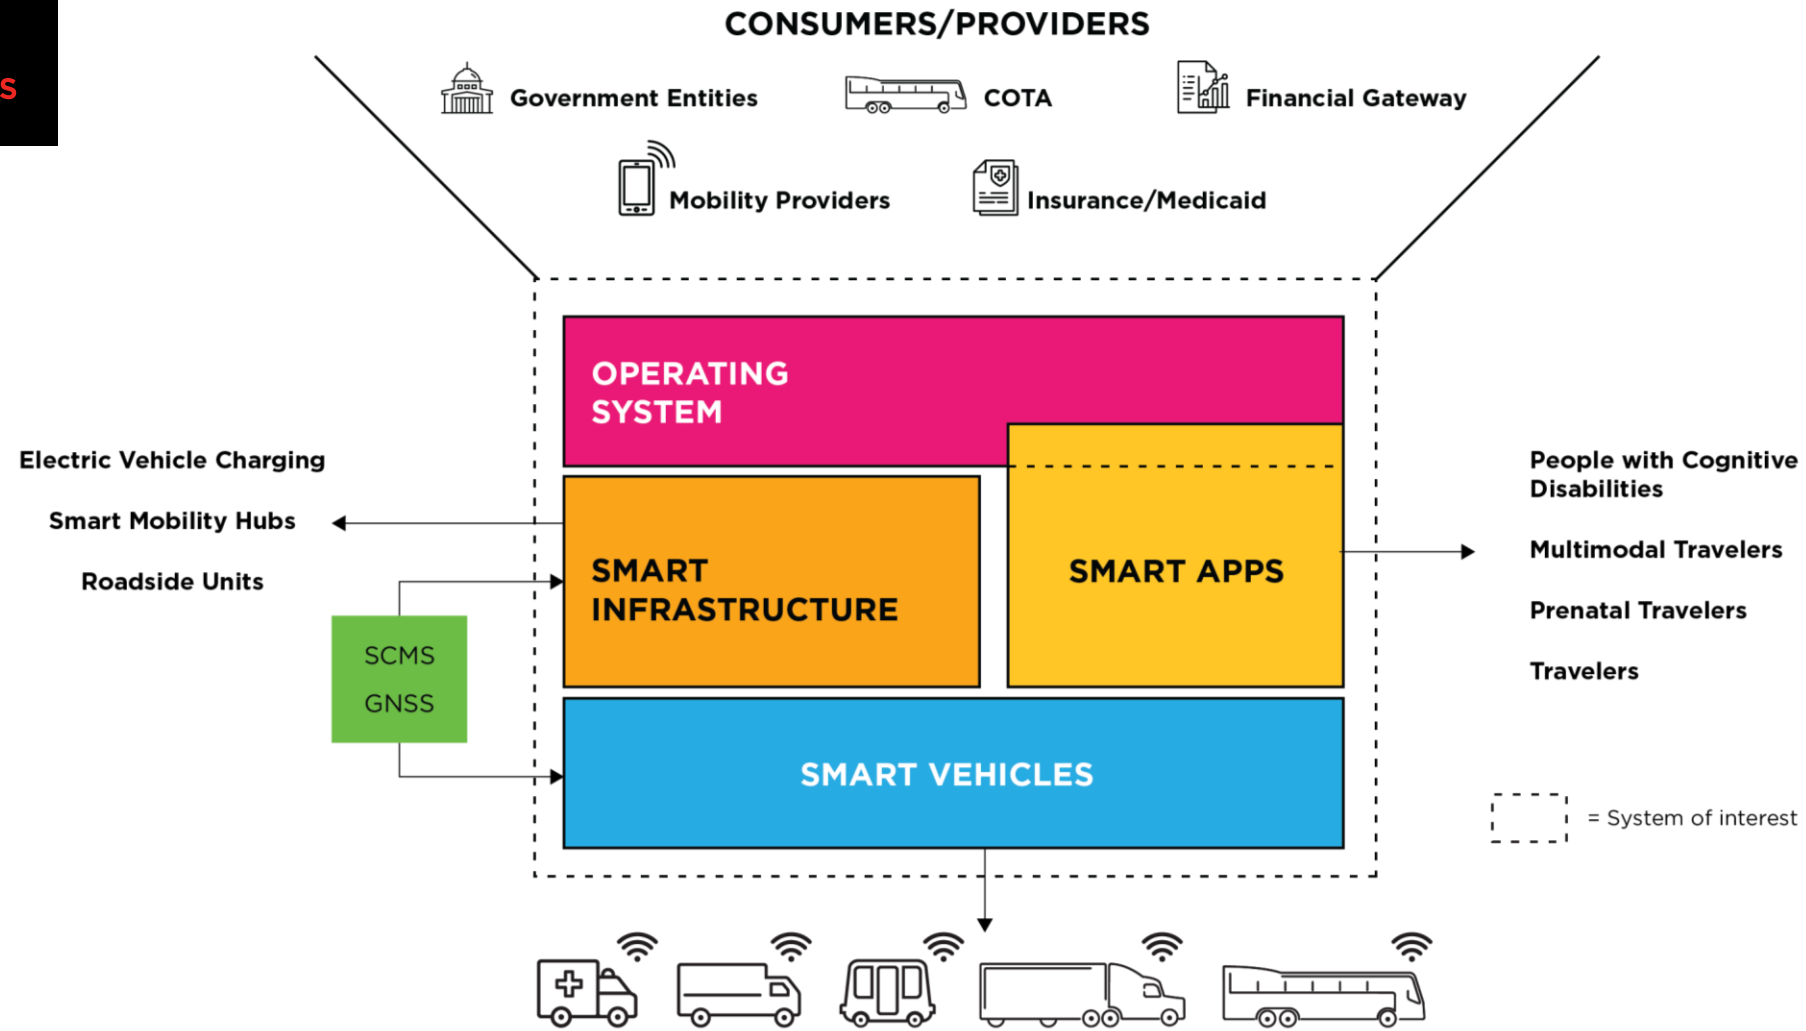 CONSUMERS/PROVIDERS
S
Government Entities
COTA
Financial Gateway
Mobility Providers
Insurance/Medicaid
OPERATING
SYSTEM
Electric Vehicle Charging
Smart Mobility Hubs
Roadside Units
SCMS
GNSS
SMART
INFRASTRUCTURE
SMART APPS
People with Cognitive
Disabilities
Multimodal Travelers
Prenatal Travelers
Travelers
SMART VEHICLES
= System of interest